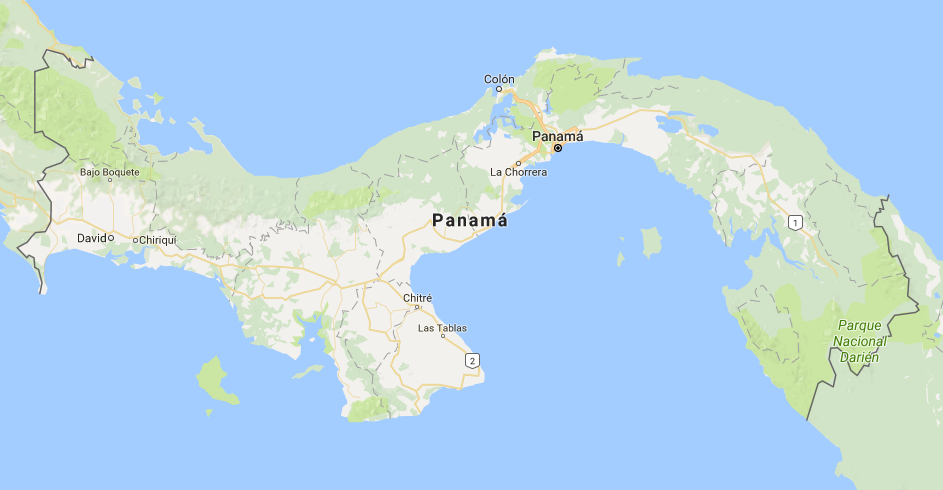 Colón
Panamá
La Chorrera
Bajo Boquete
Panamá
1
David
Chiriquí
Chitré
Las Tablas
Parque
Nacional
Darién
2